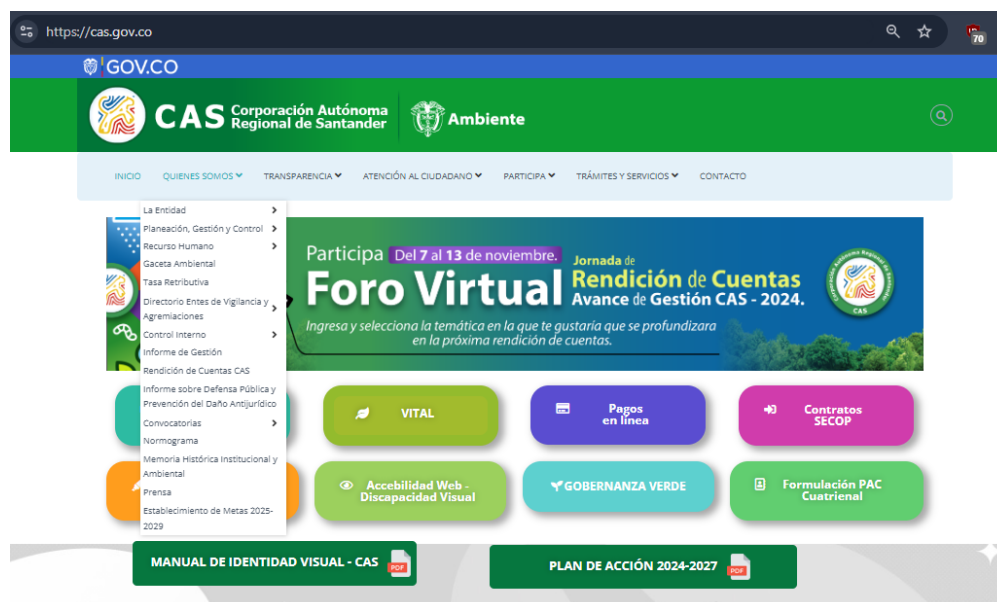 https://cas.gov.co
70
GOV.CO
CAS Corporación Autónoma
Regional de Santander
Ambiente
INICIO QUIENES SOMOS TRANSPARENCIA ATENCIÓN AL CIUDADANO PARTICIPA TRÁMITES Y SERVICIOS CONTACTO
La Entidad
Planeación, Gestión y Control
Recurso Humano
Gaceta Ambiental
Tasa Retributiva
Directorio Entes de Vigilancia y
Agremiaciones
Control Interno
Informe de Gestión
Rendición de Cuentas CAS
Informe sobre Defensa Pública y
Prevención del Daño Antijurídico
Convocatorias
Normograma
Memoria Histórica Institucional y
Ambiental
Prensa
Establecimiento de Metas 2025-
2029
Participa Del 7 al 13 de noviembre.
Foro Virtual
Jornada de
Rendición de Cuentas
Avance de Gestión CAS - 2024.
Ingresa y selecciona la temática en la que te gustaría que se profundizara
en la próxima rendición de cuentas.
Corporación Autónoma Regional de Santander
CAS
VITAL
Pagos
en línea
Contratos
SECOP
Accebilidad Web -
Discapacidad Visual
GOBERNANZA VERDE
Formulación PAC
Cuatrienal
MANUAL DE IDENTIDAD VISUAL - CAS PDF
PLAN DE ACCIÓN 2024-2027 PDF